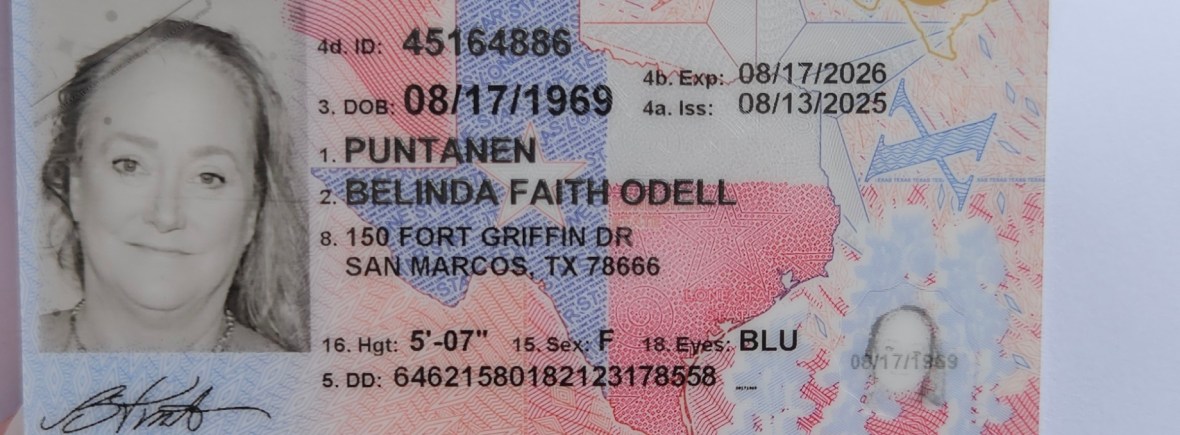 4d. ID: 45164886
4b. Exp: 08/17/2026
3. DOB: 08/17/1969
4a. Iss: 08/13/2025
1. PUNTANEN
2. BELINDA FAITH ODELL
8. 150 FORT GRIFFIN DR
SAN MARCOS, TX 78666
16. Hgt: 5'-07" 15. Sex: F 18. Eyes: BLU
5. DD: 64621580182123178558
08/17/1969